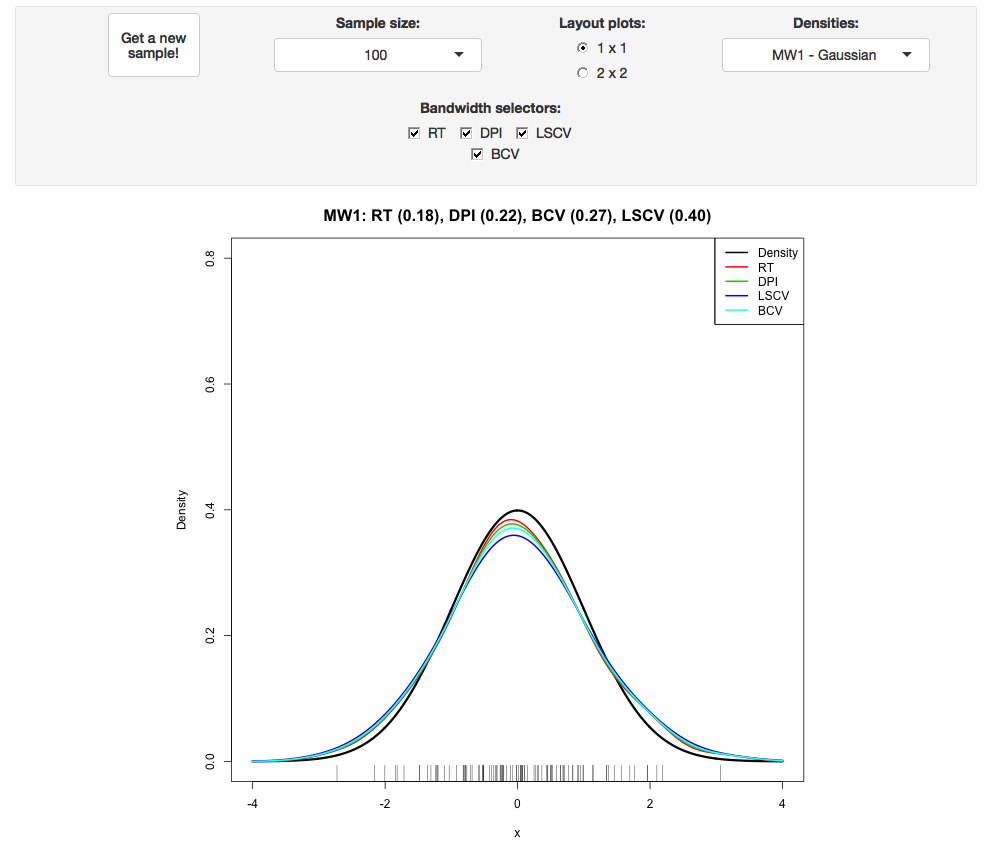 Get a new
sample!
Sample size:
100
Layout plots:
1 x 1
2 x 2
Densities:
MW1 - Gaussian
Bandwidth selectors:
RT DPI LSCV
BCV
MW1: RT (0.18), DPI (0.22), BCV (0.27), LSCV (0.40)
Density
RT
DPI
LSCV
BCV
Density
0.8
0.6
0.4
0.2
0.0
-4 -2 0 2 4
x